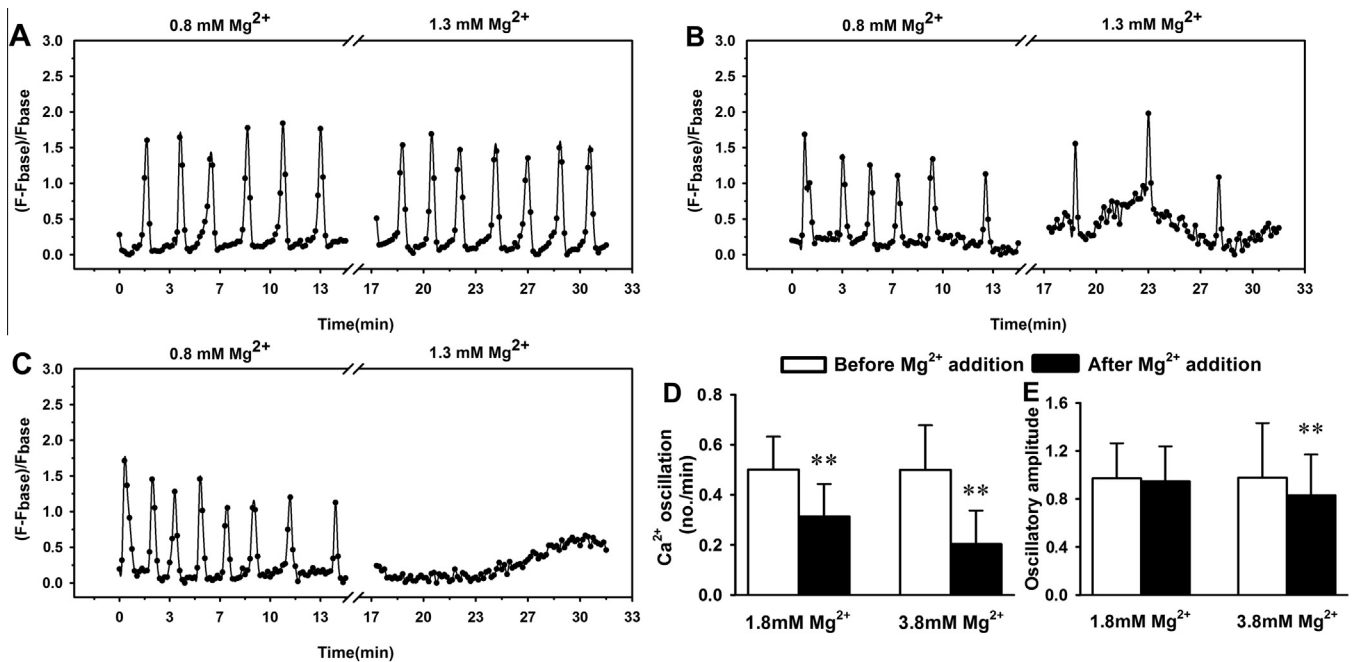 A
0.8 mM Mg2+
1.3 mM Mg2+
(F-Fbase)/Fbase
3.0
2.5
2.0
1.5
1.0
0.5
0.0
0 3 7 10 13 17 20 23 27 30 33
Time(min)
B
0.8 mM Mg2+
1.3 mM Mg2+
(F-Fbase)/Fbase
3.0
2.5
2.0
1.5
1.0
0.5
0.0
0 3 7 10 13 17 20 23 27 30 33
Time(min)
C
0.8 mM Mg2+
1.3 mM Mg2+
(F-Fbase)/Fbase
3.0
2.5
2.0
1.5
1.0
0.5
0.0
0 3 7 10 13 17 20 23 27 30 33
Time(min)
Before Mg2+ addition
After Mg2+ addition
D
Ca2+ oscillation
(no./min)
0.8
0.6
0.4
0.2
0.0
**
**
1.8mM Mg2+
3.8mM Mg2+
E
Oscillatory amplitude
1.6
1.2
0.8
0.4
0.0
**
1.8mM Mg2+
3.8mM Mg2+